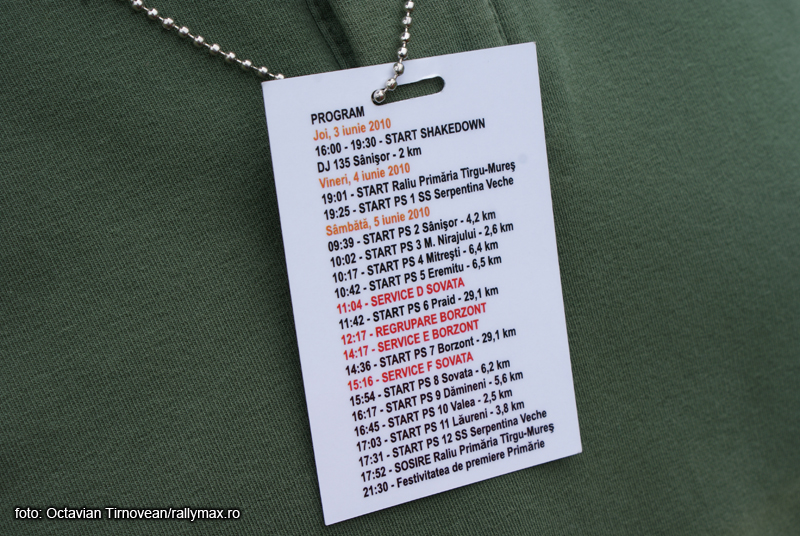 PROGRAM
Joi, 3 iunie 2010
16:00 - 19:30 - START SHAKEDOWN
DJ 135 Sânişor - 2 km
Vineri, 4 iunie 2010
19:01 - START Raliu Primăria Tîrgu-Mureş
19:25 - START PS 1 SS Serpentina Veche
Sâmbătă, 5 iunie 2010
09:39 - START PS 2 Sânişor - 4,2 km
10:02 - START PS 3 M. Nirajului - 2,6 km
10:17 - START PS 4 Mitreşti - 6,4 km
10:42 - START PS 5 Eremitu - 6,5 km
11:04 - SERVICE D SOVATA
11:42 - START PS 6 Praid - 29,1 km
12:17 - REGRUPARE BORZONT
14:17 - SERVICE E BORZONT
14:36 - START PS 7 Borzont - 29,1 km
15:16 - SERVICE F SOVATA
15:54 - START PS 8 Sovata - 6,2 km
16:17 - START PS 9 Dămineni - 5,6 km
16:45 - START PS 10 Valea - 2,5 km
17:03 - START PS 11 Lăureni - 3,8 km
17:31 - START PS 12 SS Serpentina Veche
17:52 - SOSIRE Raliu Primăria Tîrgu-Mureş
21:30 - Festivitatea de premiere Primărie
foto: Octavian Tirnovean/rallymax.ro